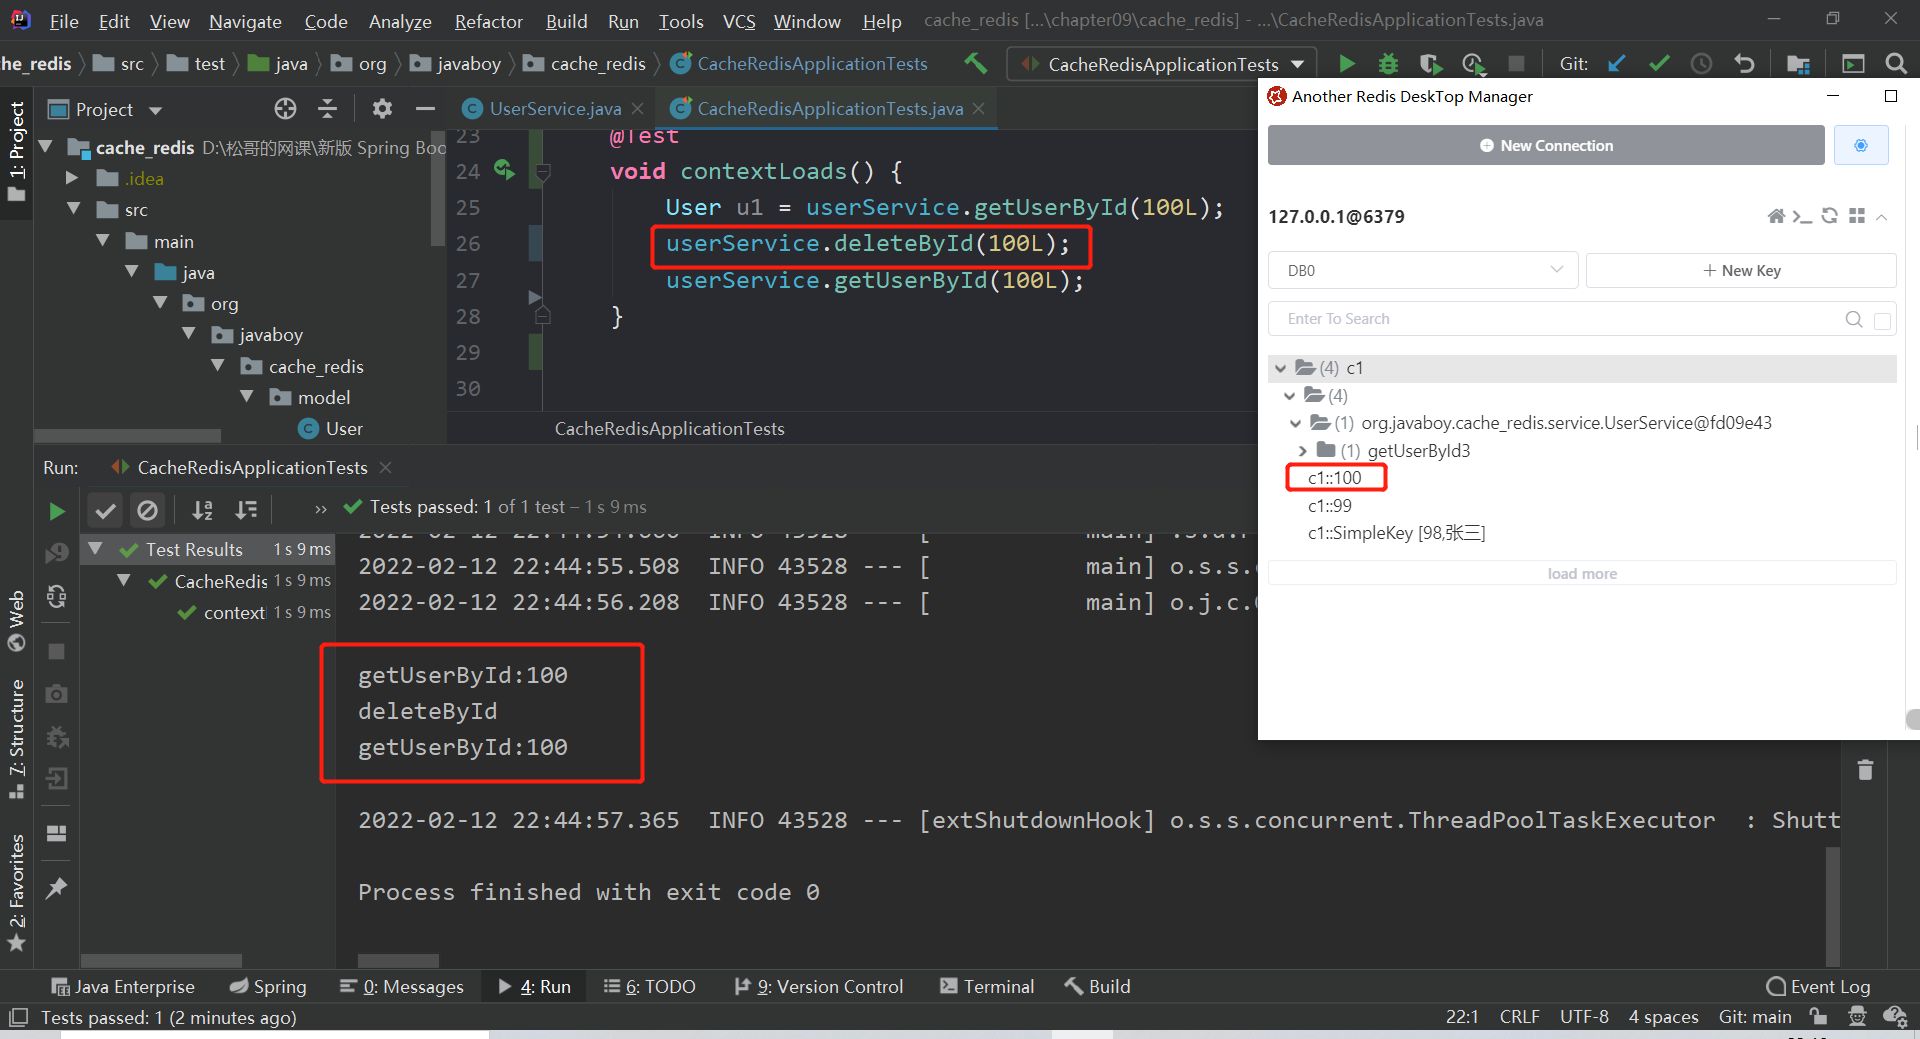 File Edit View Navigate Code Analyze Refactor Build Run Tools VCS Window Help cache_redis [...\chapter09\cache_redis] - ...\CacheRedisApplicationTests.java
he_redis src test java org javaboy cache_redis CacheRedisApplicationTests CacheRedisApplicationTests Git:
1: Project
Project
UserService.java CacheRedisApplicationTests.java
cache_redis D:\松哥的网课\新版 Spring Boo
.idea
src
main
java
org
javaboy
cache_redis
model
User
23 @Test
24 void contextLoads() {
25 User u1 = userService.getUserById(100L);
26 userService.deleteById(100L);
27 userService.getUserById(100L);
28 }
29
30
CacheRedisApplicationTests
Another Redis DeskTop Manager
New Connection
127.0.0.1@6379
DB0
New Key
Enter To Search
(4) c1
(4)
(1) org.javaboy.cache_redis.service.UserService@fd09e43
(1) getUserById3
c1::100
c1::99
c1::SimpleKey [98,张三]
load more
Run: CacheRedisApplicationTests
» Tests passed: 1 of 1 test – 1 s 9 ms
Test Results 1 s 9 ms
CacheRedis 1 s 9 ms
context 1 s 9 ms
2022-02-12 22:44:55.508 INFO 43528 --- [ main] o.s.s.
2022-02-12 22:44:56.208 INFO 43528 --- [ main] o.j.c.
getUserById:100
deleteById
getUserById:100
2022-02-12 22:44:57.365 INFO 43528 --- [extShutdownHook] o.s.s.concurrent.ThreadPoolTaskExecutor : Shutt
Process finished with exit code 0
Web
7: Structure
2: Favorites
Java Enterprise Spring 0: Messages 4: Run 6: TODO 9: Version Control Terminal Build Event Log
Tests passed: 1 (2 minutes ago) 22:1 CRLF UTF-8 4 spaces Git: main